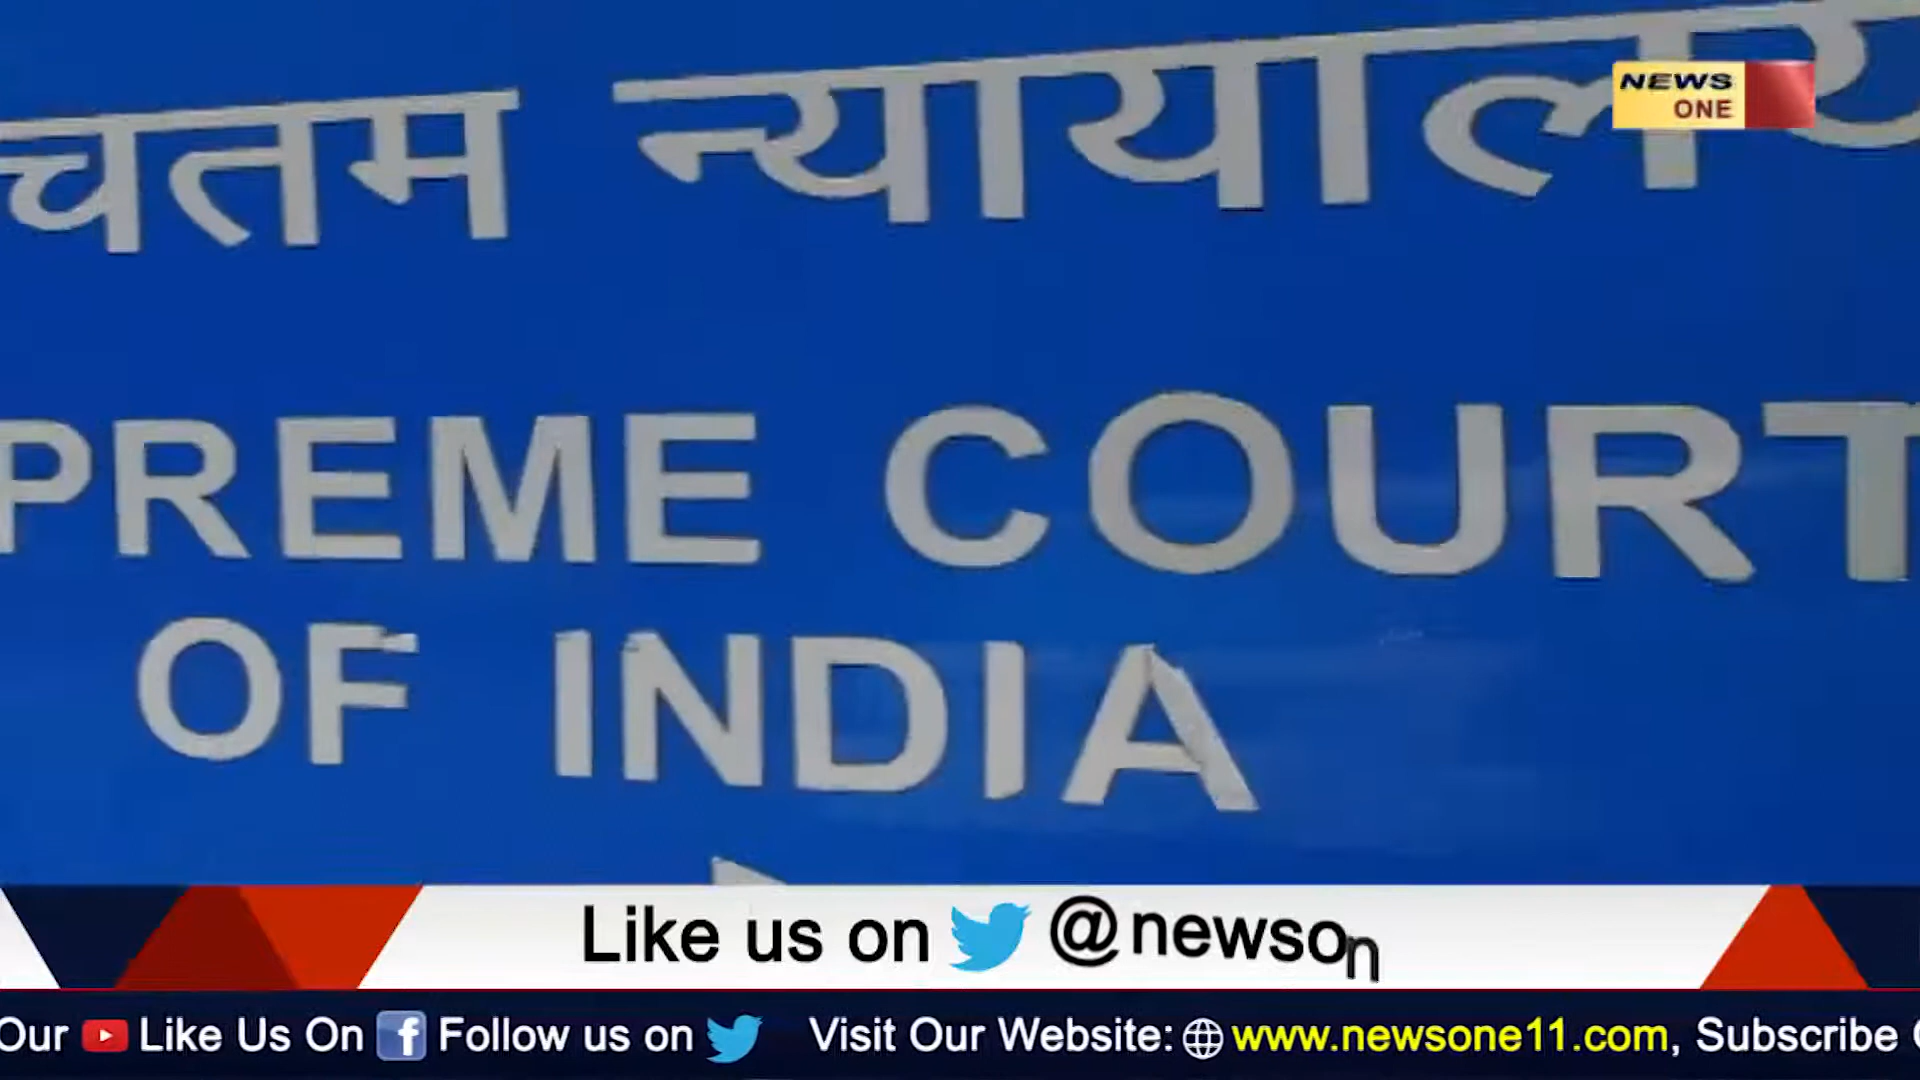 चतम न्यायालय
NEWS
ONE
PREME COURT
OF INDIA
Like us on @newson
Our Like Us On Follow us on Visit Our Website: www.newsone11.com, Subscribe